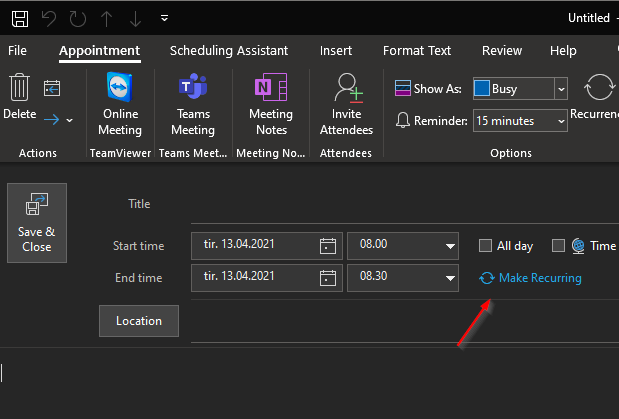 Untitled -
File Appointment Scheduling Assistant Insert Format Text Review Help
Delete Online Meeting Teams Meeting Meeting Notes Invite Attendees Show As: Busy Recurrenc
Reminder: 15 minutes
Actions TeamViewer Teams Meet... Meeting No... Attendees Options
Save & Close
Title
Start time tir. 13.04.2021 08.00 All day Time
End time tir. 13.04.2021 08.30 Make Recurring
Location